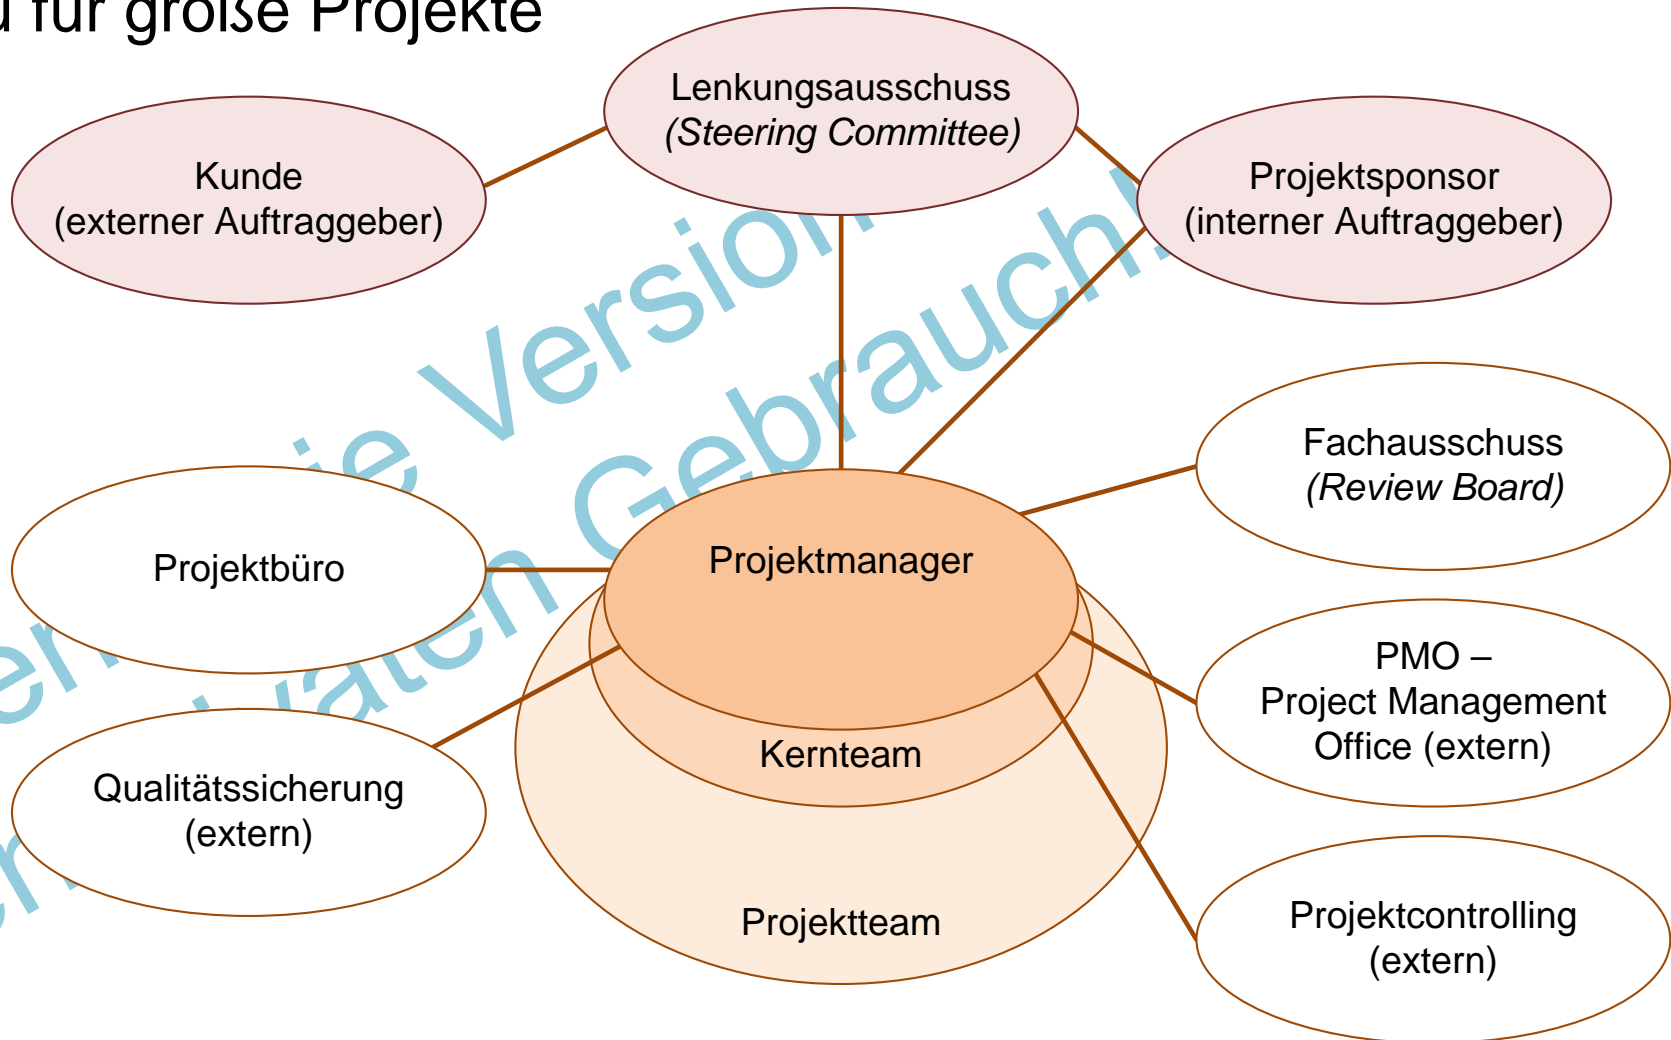 für große Projekte
Lenkungsausschuss
(Steering Committee)
Kunde
(externer Auftraggeber)
Projektsponsor
(interner Auftraggeber)
Version
Gebrauch!
Fachausschuss
(Review Board)
Projektbüro
Projektmanager
PMO –
Project Management
Office (extern)
Kernteam
Qualitätssicherung
(extern)
Projektteam
Projektcontrolling
(extern)